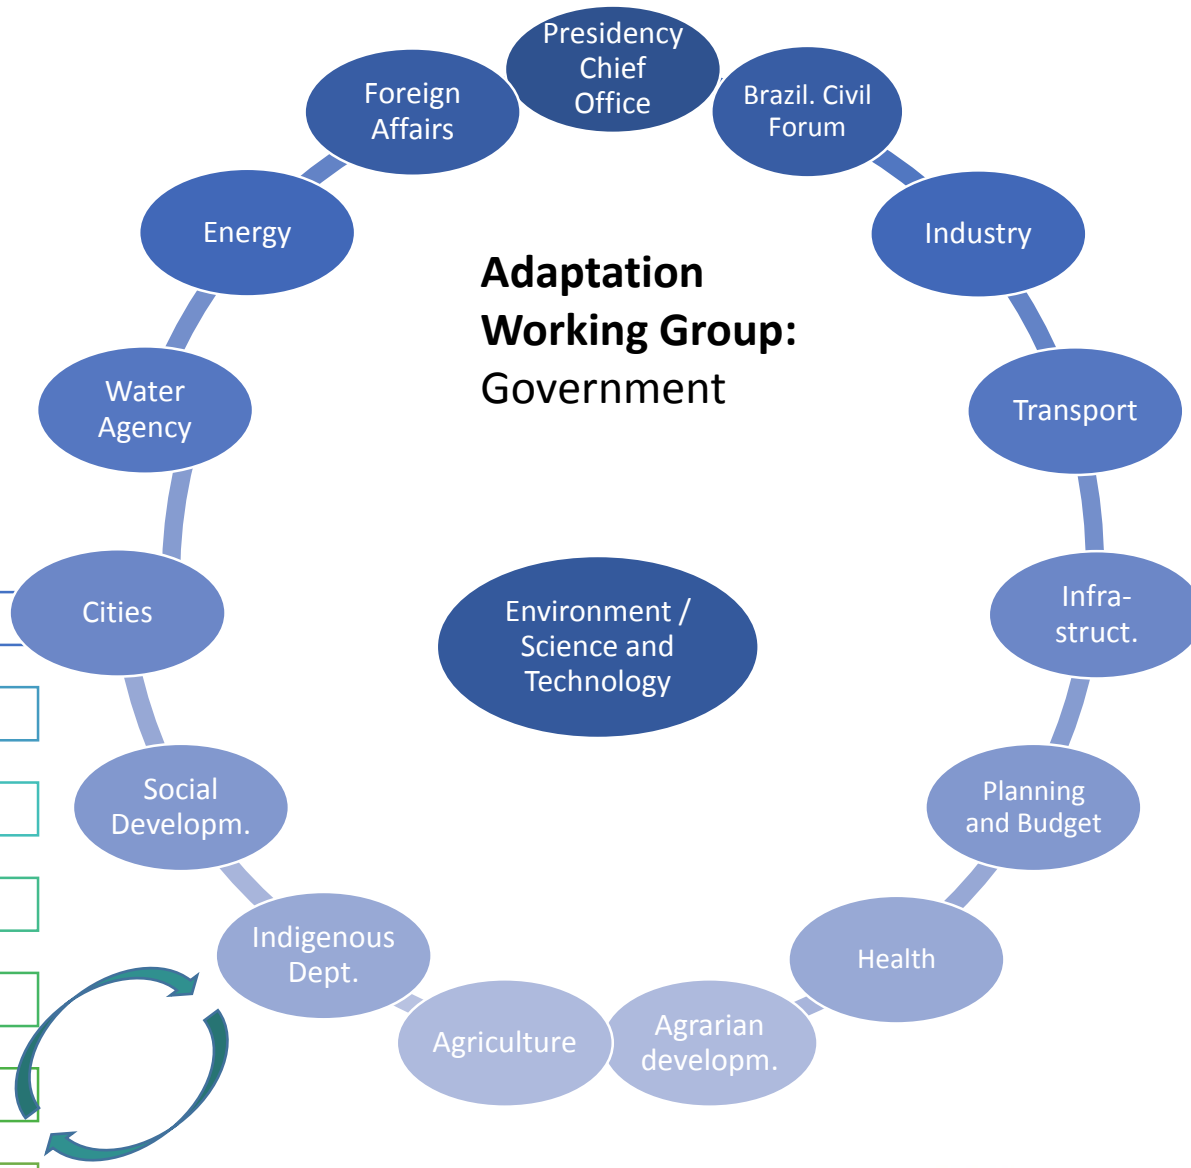 Presidency
Chief
Office
Brazil. Civil
Forum
Industry
Transport
Infra-
struct.
Planning
and Budget
Health
Agrarian
developm.
Agriculture
Indigenous
Dept.
Social
Developm.
Cities
Water
Agency
Energy
Foreign
Affairs
Adaptation
Working Group:
Government
Environment /
Science and
Technology